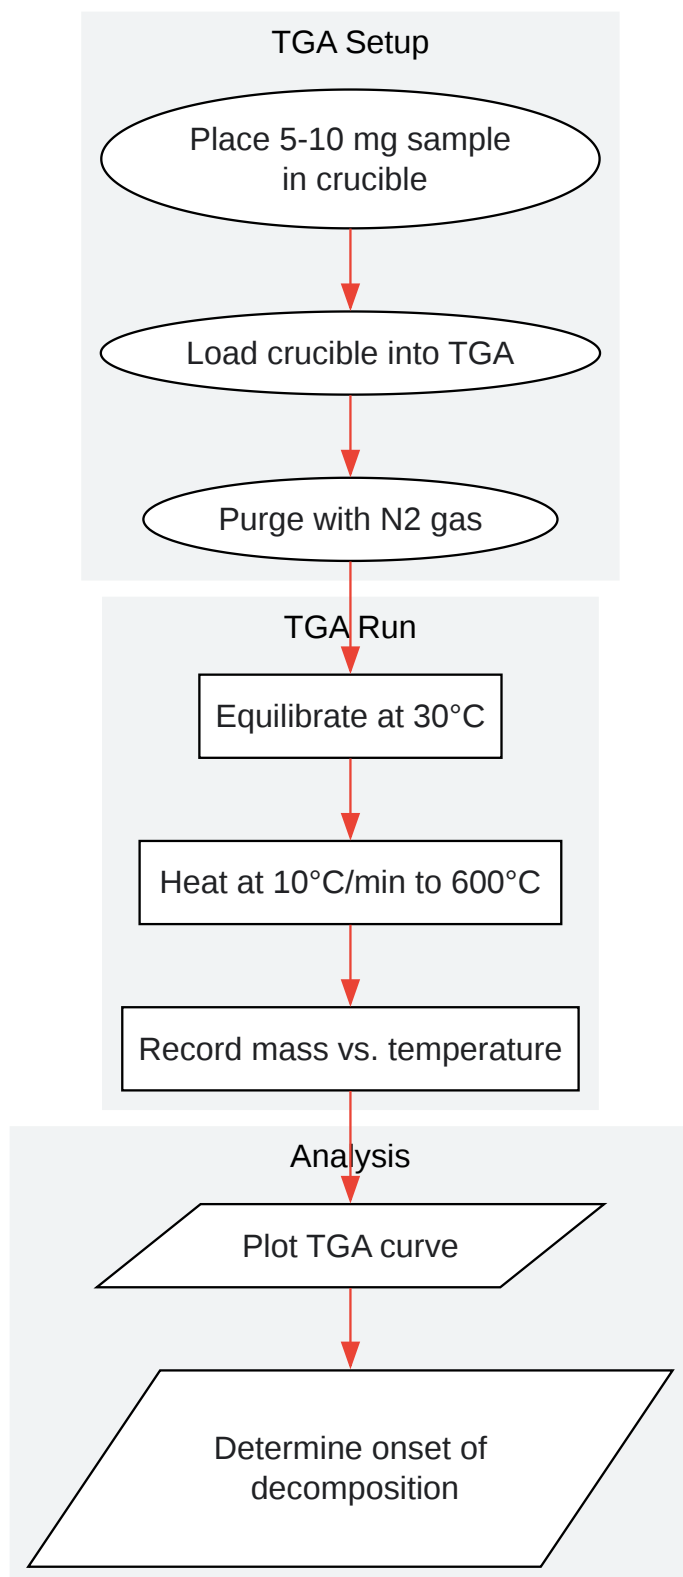 TGA Setup
Place 5-10 mg sample
in crucible
Load crucible into TGA
Purge with N2 gas
TGA Run
Equilibrate at 30°C
Heat at 10°C/min to 600°C
Record mass vs. temperature
Analysis
Plot TGA curve
Determine onset of
decomposition